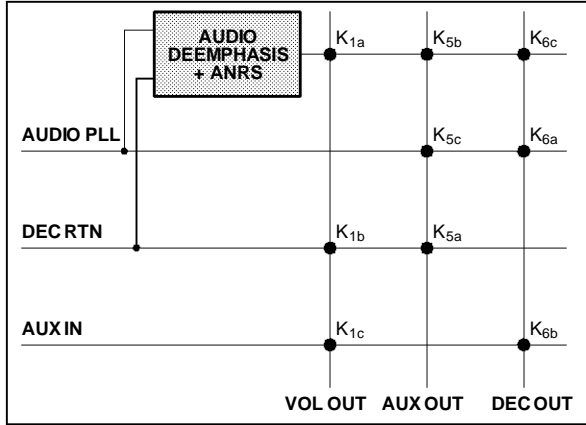 AUDIO
DEEMPHASIS
+ ANRS
K1a K5b K6c
AUDIO PLL
K5c K6a
DEC RTN
K1b K5a
AUX IN
K1c K6b
VOL OUT AUX OUT DEC OUT